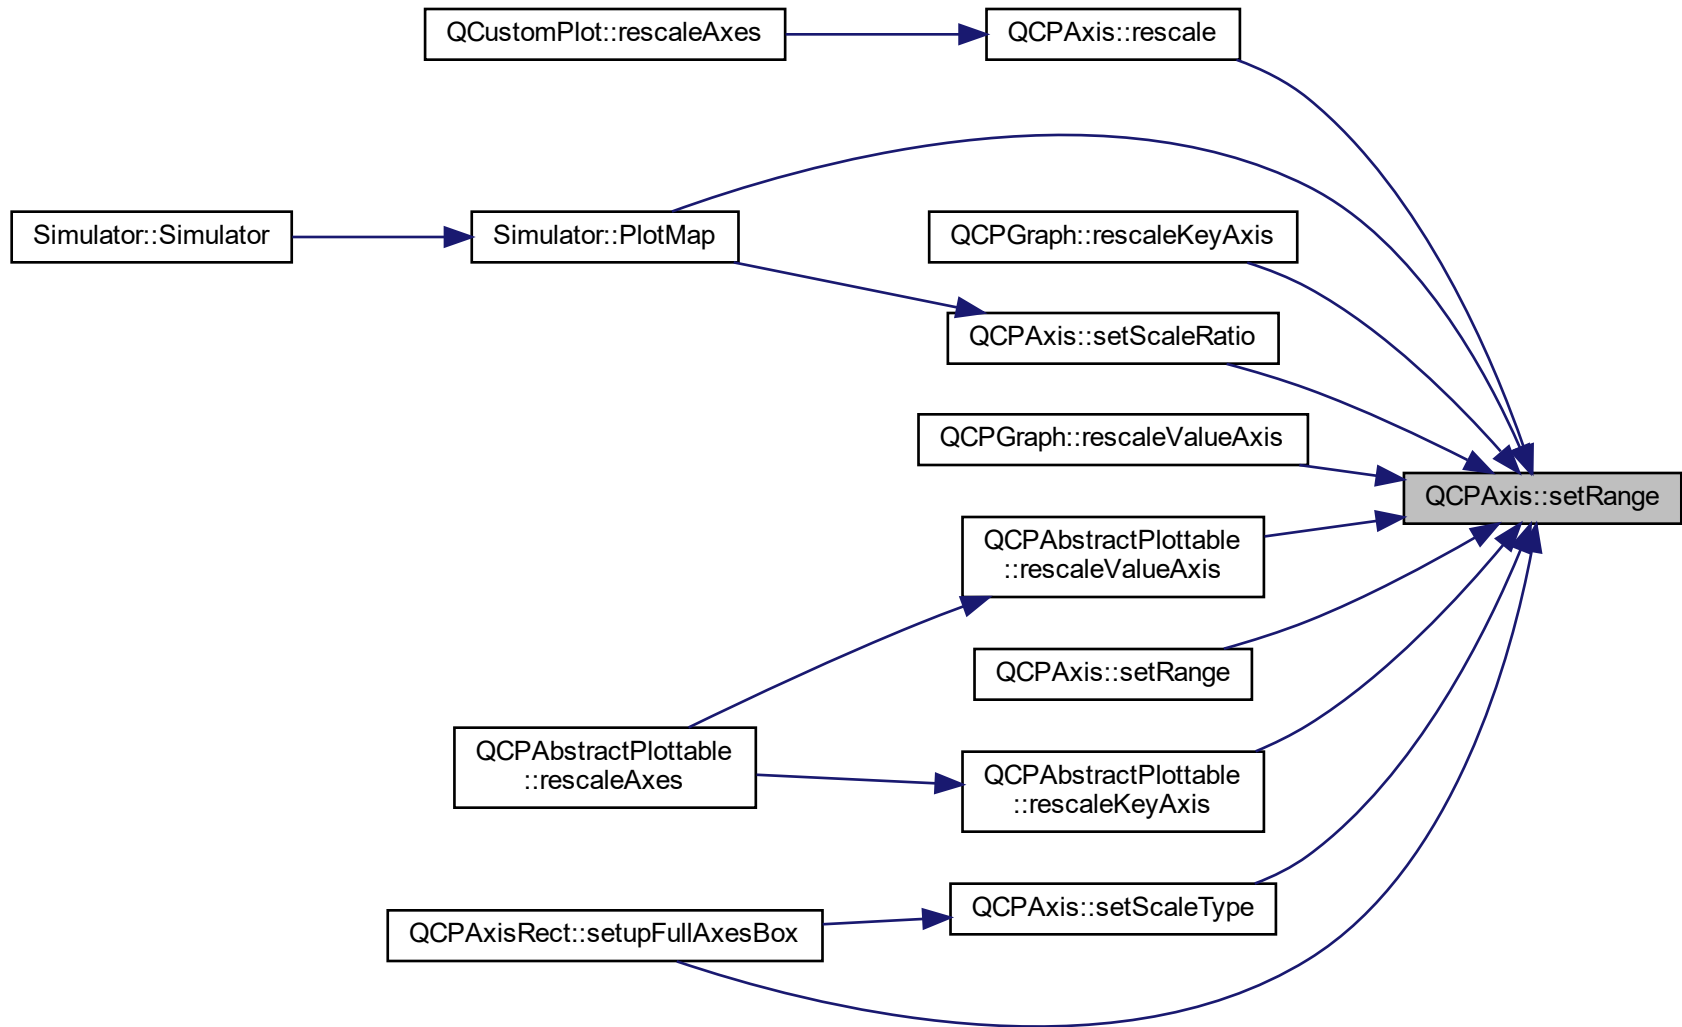 QCustomPlot::rescaleAxes
QCPAxis::rescale
Simulator::Simulator
Simulator::PlotMap
QCPGraph::rescaleKeyAxis
QCPAxis::setScaleRatio
QCPGraph::rescaleValueAxis
QCPAxis::setRange
QCPAbstractPlottable
::rescaleValueAxis
QCPAxis::setRange
QCPAbstractPlottable
::rescaleAxes
QCPAbstractPlottable
::rescaleKeyAxis
QCPAxis::setScaleType
QCPAxisRect::setupFullAxesBox